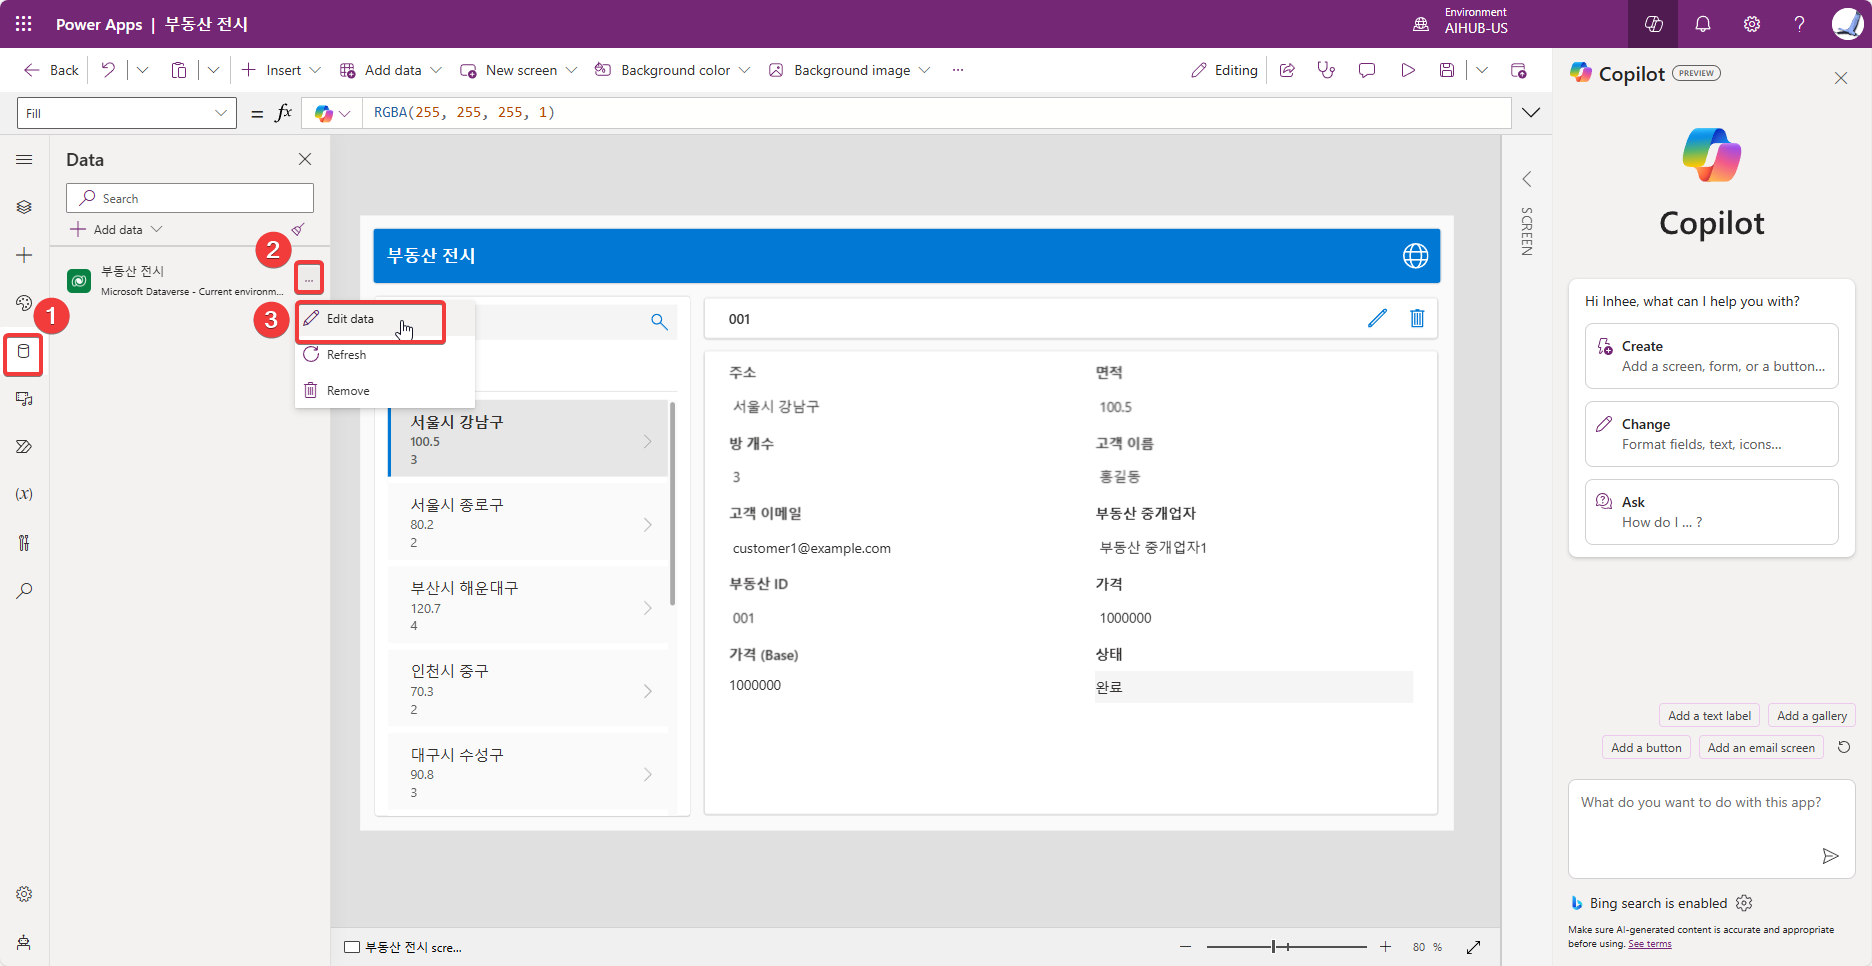 Power Apps | 부동산 전시
Environment
AIHUB-US
Back
Insert
Add data
New screen
Background color
Background image
...
Editing
Copilot
PREVIEW
Fill
= fx
RGBA(255, 255, 255, 1)
Data
Search
Add data
2
부동산 전시
Microsoft Dataverse - Current environm...
...
1
3
Edit data
Refresh
Remove
(x)
SCREEN
부동산 전시
서울시 강남구
100.5
3
서울시 종로구
80.2
2
부산시 해운대구
120.7
4
인천시 중구
70.3
2
대구시 수성구
90.8
3
001
주소
면적
서울시 강남구
100.5
방 개수
고객 이름
3
홍길동
고객 이메일
부동산 중개업자
customer1@example.com
부동산 중개업자1
부동산 ID
가격
001
1000000
가격 (Base)
상태
1000000
완료
부동산 전시 scre...
80 %
Copilot
Hi Inhee, what can I help you with?
Create
Add a screen, form, or a button...
Change
Format fields, text, icons...
Ask
How do I ... ?
Add a text label
Add a gallery
Add a button
Add an email screen
What do you want to do with this app?
Bing search is enabled
Make sure AI-generated content is accurate and appropriate
before using. See terms